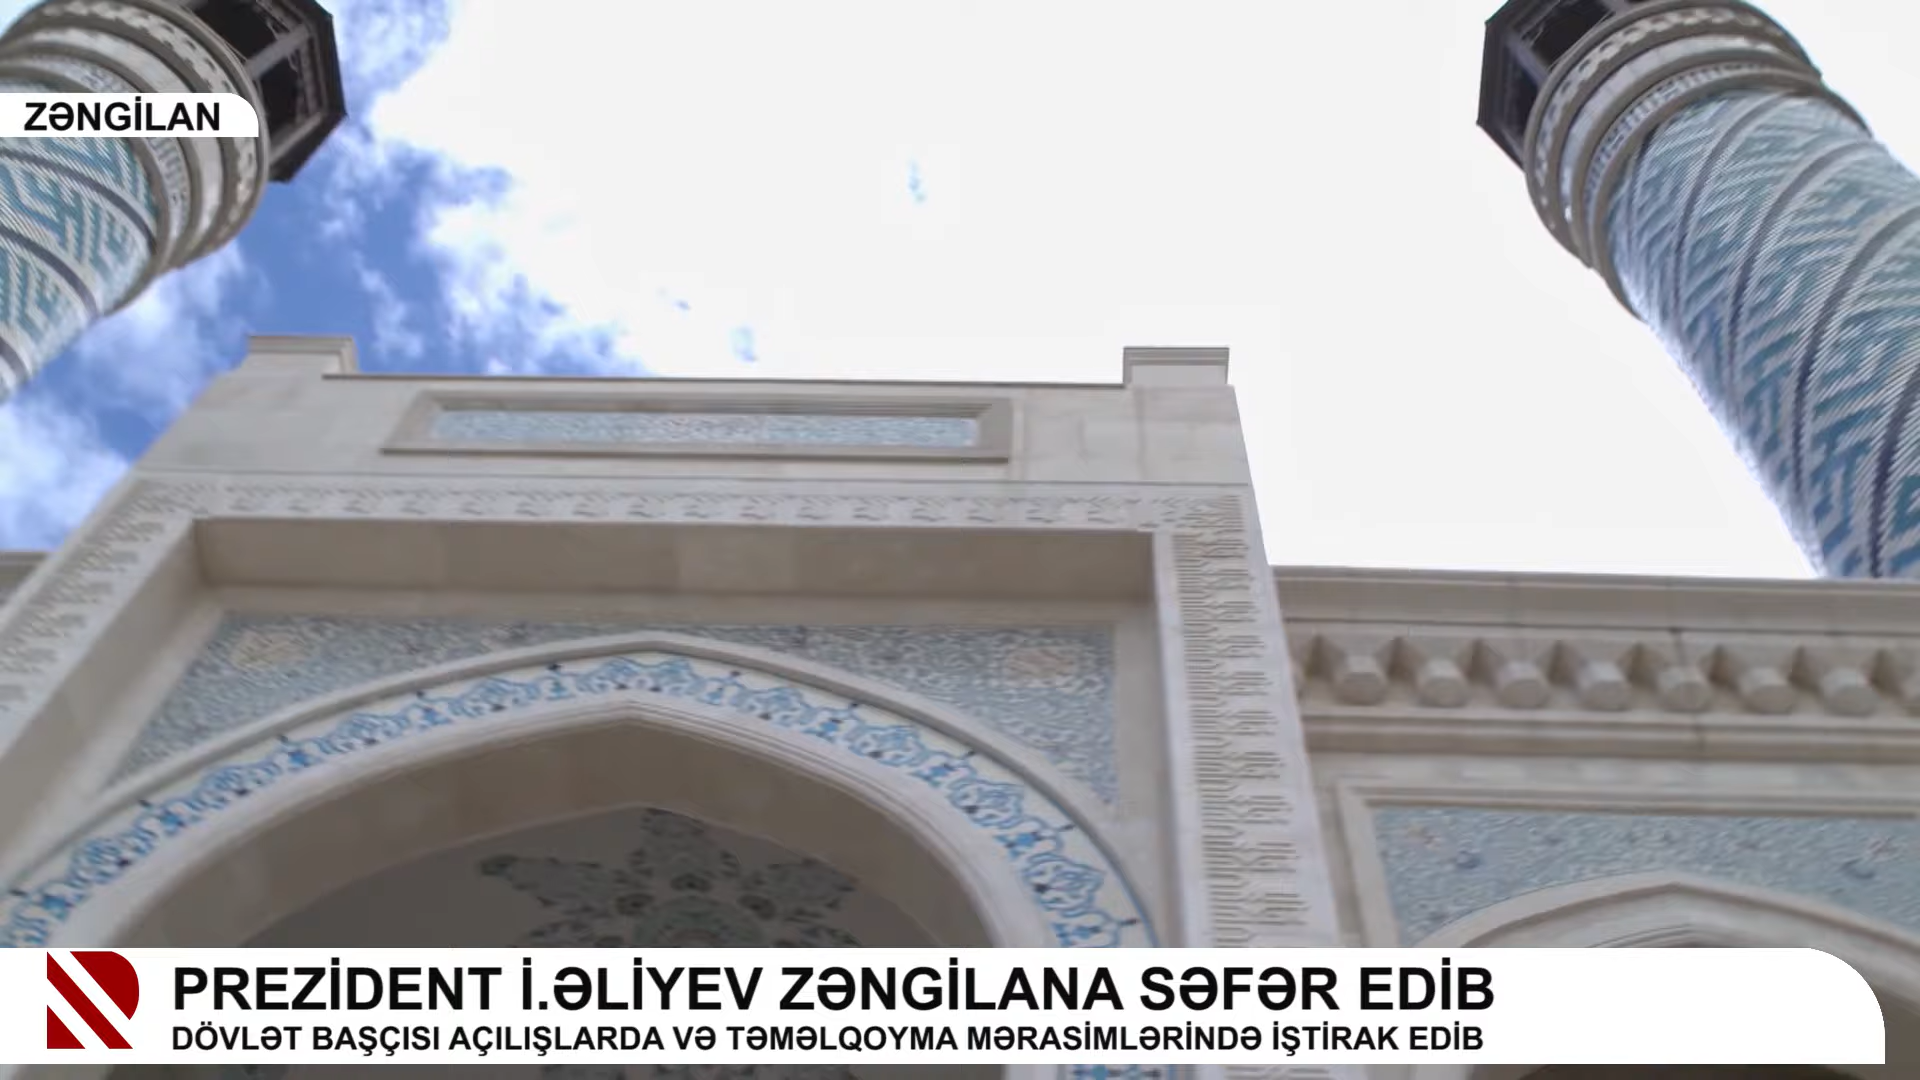 ZƏNGİLAN
PREZİDENT İ.ƏLİYEV ZƏNGİLANA SƏFƏR EDİB
DÖVLƏT BAŞÇISI AÇILIŞLARDA VƏ TƏMƏLQOYMA MƏRASİMLƏRİNDƏ İŞTİRAK EDİB